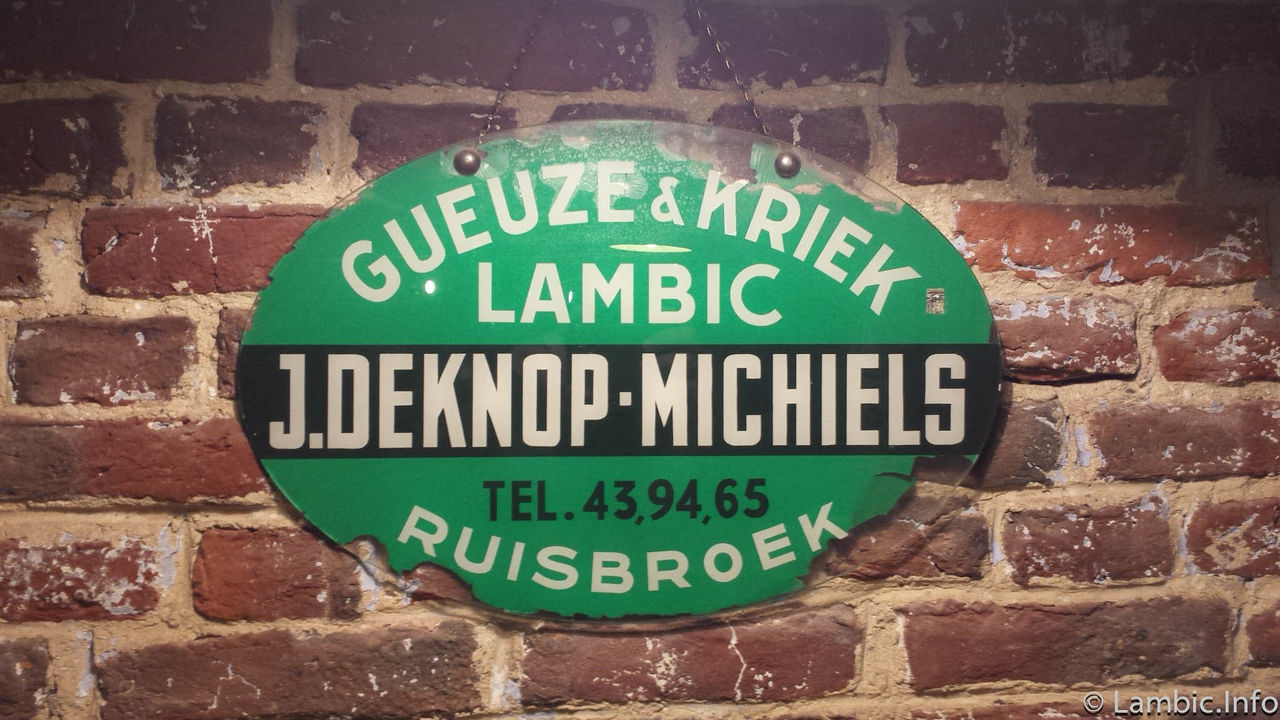 GUEUZE & KRIEK
LAMBIC
J.DEKNOP-MICHIELS
TEL. 43,94,65
RUISBROEK
© Lambic.Info